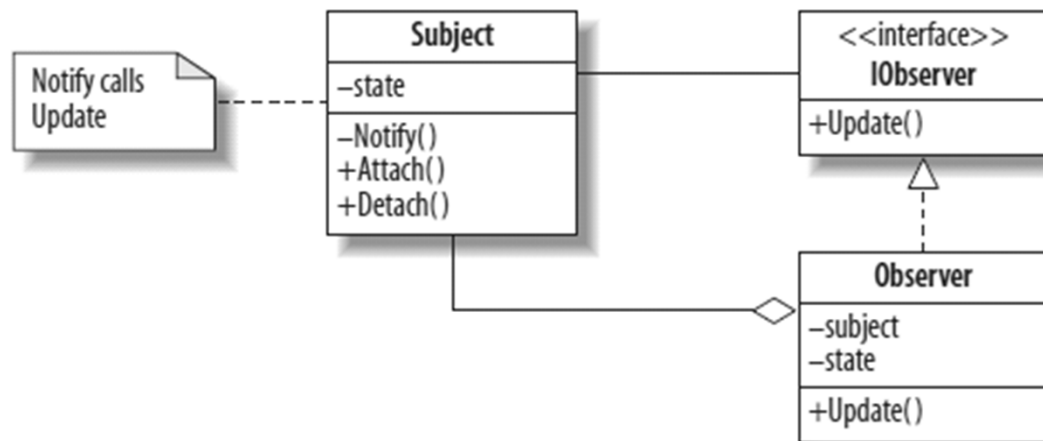 Notify calls
Update
Subject
–state
–Notify()
+Attach()
+Detach()
<<interface>>
IObserver
+Update()
Observer
–subject
–state
+Update()